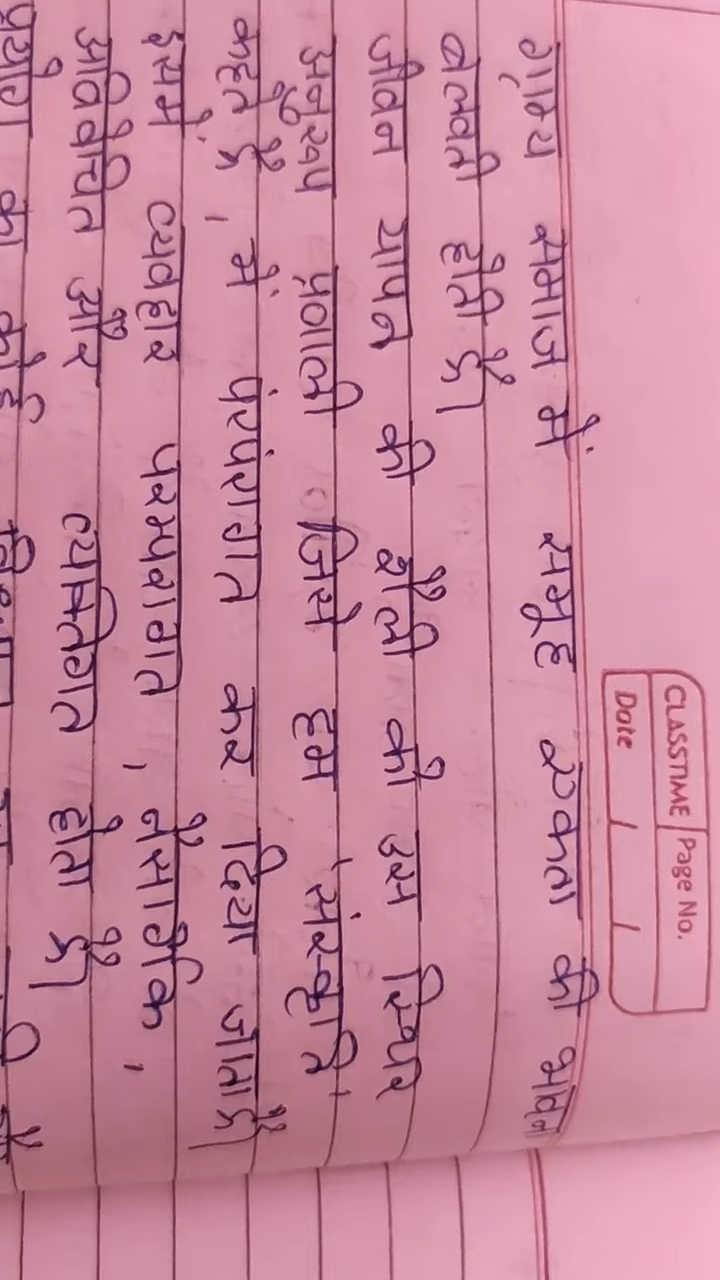 CLASSTIME Page No.
Date / /
ग्राम्य समाज में समूह एकता की भावना
बलवती होती है।
जीवन यापन की शैली को उस स्थिर
अनुरूप प्रणाली जिसे हम 'संस्कृति'
कहते है, में परंपरागत कर दिया जाता है।
इसमें व्यवहार परम्परागत, नैसर्गिक,
अविवेचित और व्यक्तिगत होता है।
प्रयोग का कोई